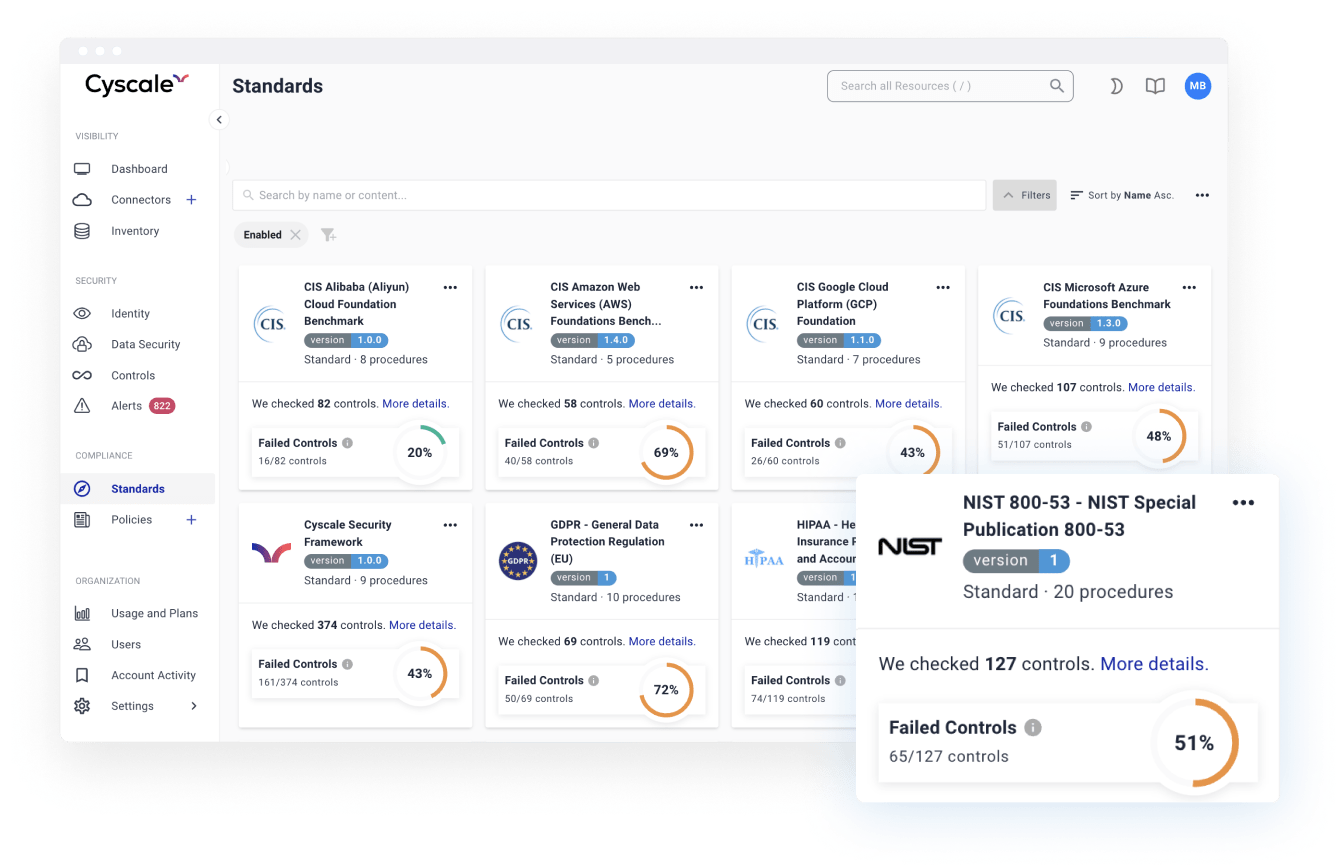 Cyscale
Standards
Search all Resources ( / )
MB
VISIBILITY
Dashboard
Connectors +
Inventory
SECURITY
Identity
Data Security
Controls
Alerts 822
COMPLIANCE
Standards
Policies +
ORGANIZATION
Usage and Plans
Users
Account Activity
Settings
Search by name or content...
Filters
Sort by Name Asc.
Enabled
CIS
CIS Alibaba (Aliyun)
Cloud Foundation
Benchmark
version 1.0.0
Standard · 8 procedures
We checked 82 controls. More details.
Failed Controls
16/82 controls
20%
CIS
CIS Amazon Web
Services (AWS)
Foundations Bench...
version 1.4.0
Standard · 5 procedures
We checked 58 controls. More details.
Failed Controls
40/58 controls
69%
CIS
CIS Google Cloud
Platform (GCP)
Foundation
version 1.1.0
Standard · 7 procedures
We checked 60 controls. More details.
Failed Controls
26/60 controls
43%
CIS
CIS Microsoft Azure
Foundations Benchmark
version 1.3.0
Standard · 9 procedures
We checked 107 controls. More details.
Failed Controls
51/107 controls
48%
Cyscale Security
Framework
version 1.0.0
Standard · 9 procedures
We checked 374 controls. More details.
Failed Controls
161/374 controls
43%
GDPR
GDPR - General Data
Protection Regulation
(EU)
version 1
Standard · 10 procedures
We checked 69 controls. More details.
Failed Controls
50/69 controls
72%
HIPAA
HIPAA - He
Insurance
and Accoun
version 1
Standard ·
We checked 119 cont
Failed Controls
74/119 controls
NIST
NIST 800-53 - NIST Special
Publication 800-53
version 1
Standard · 20 procedures
We checked 127 controls. More details.
Failed Controls
65/127 controls
51%